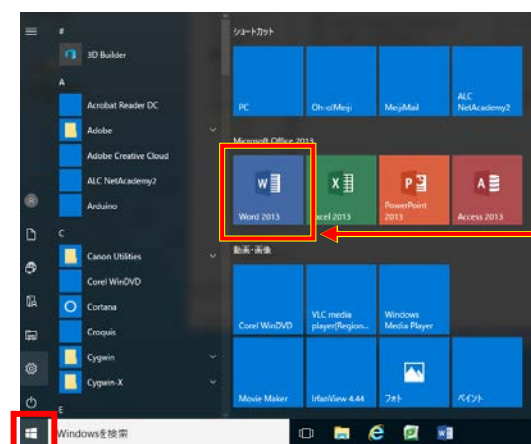 #
3D Builder
A
Acrobat Reader DC
Adobe
Adobe Creative Cloud
ALC NetAcademy2
Arduino
C
Canon Utilities
Corel WinDVD
Cortana
Croquis
Cygwin
Cygwin-X
E
Windowsを検索
ショートカット
PC
Oh-o!Meiji
MeijiMail
ALC
NetAcademy2
Microsoft Office 2013
Word 2013
Excel 2013
PowerPoint
2013
Access 2013
動画・画像
Corel WinDVD
VLC media
player(Region...
Windows
Media Player
Movie Maker
IrfanView 4.44
フォト
ペイント